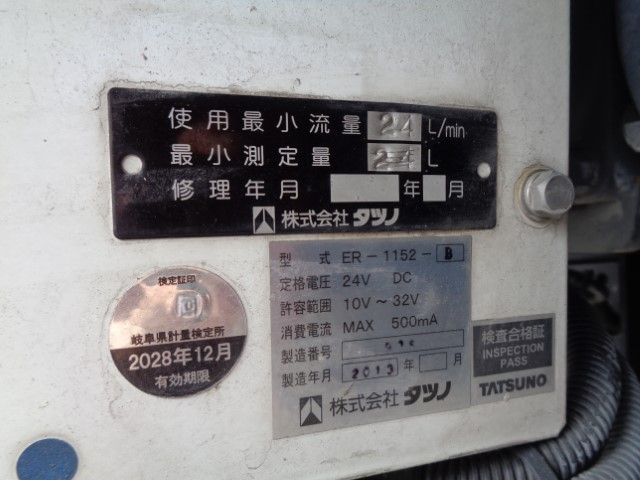 使用最小流量 24 L/min
最小測定量 24 L
修理年月 年 月
株式会社 タツノ
型式 ER-1152-B
定格電圧 24V DC
許容範囲 10V～32V
消費電流 MAX 500mA
製造番号
製造年月 2013年 月
株式会社 タツノ
検査合格証
INSPECTION
PASS
TATSUNO
検定証印
岐阜県計量検定所
2028年12月
有効期限